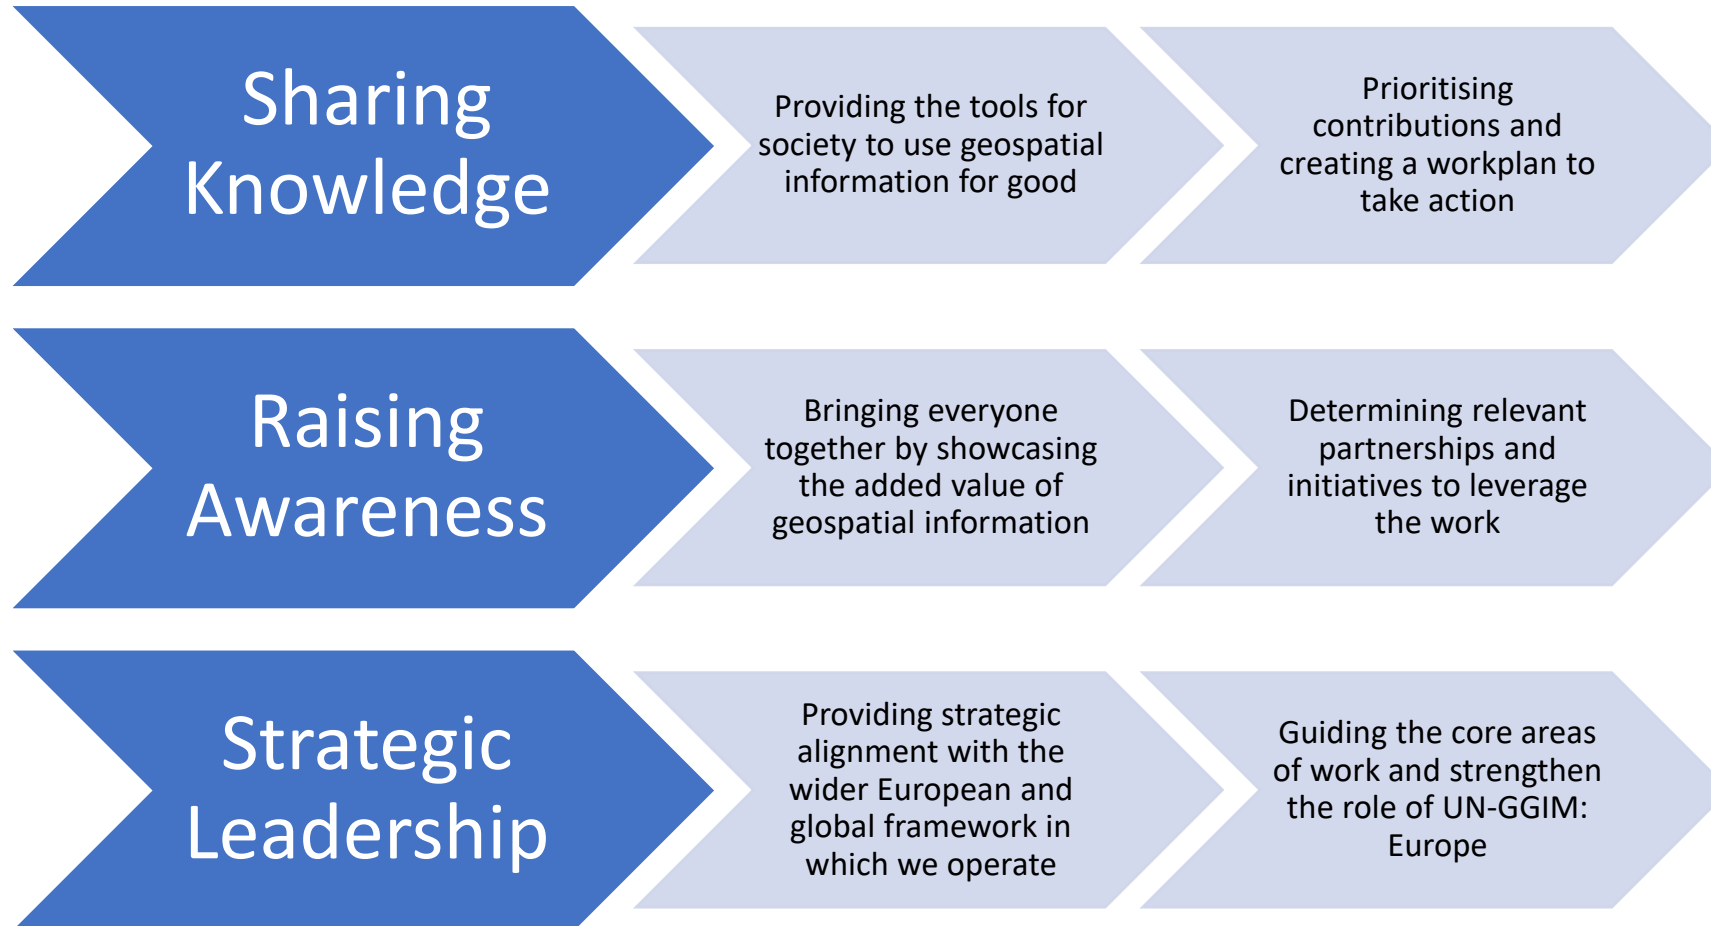 Sharing
Knowledge
Providing the tools for
society to use geospatial
information for good
Prioritising
contributions and
creating a workplan to
take action
Raising
Awareness
Bringing everyone
together by showcasing
the added value of
geospatial information
Determining relevant
partnerships and
initiatives to leverage
the work
Strategic
Leadership
Providing strategic
alignment with the
wider European and
global framework in
which we operate
Guiding the core areas
of work and strengthen
the role of UN-GGIM:
Europe